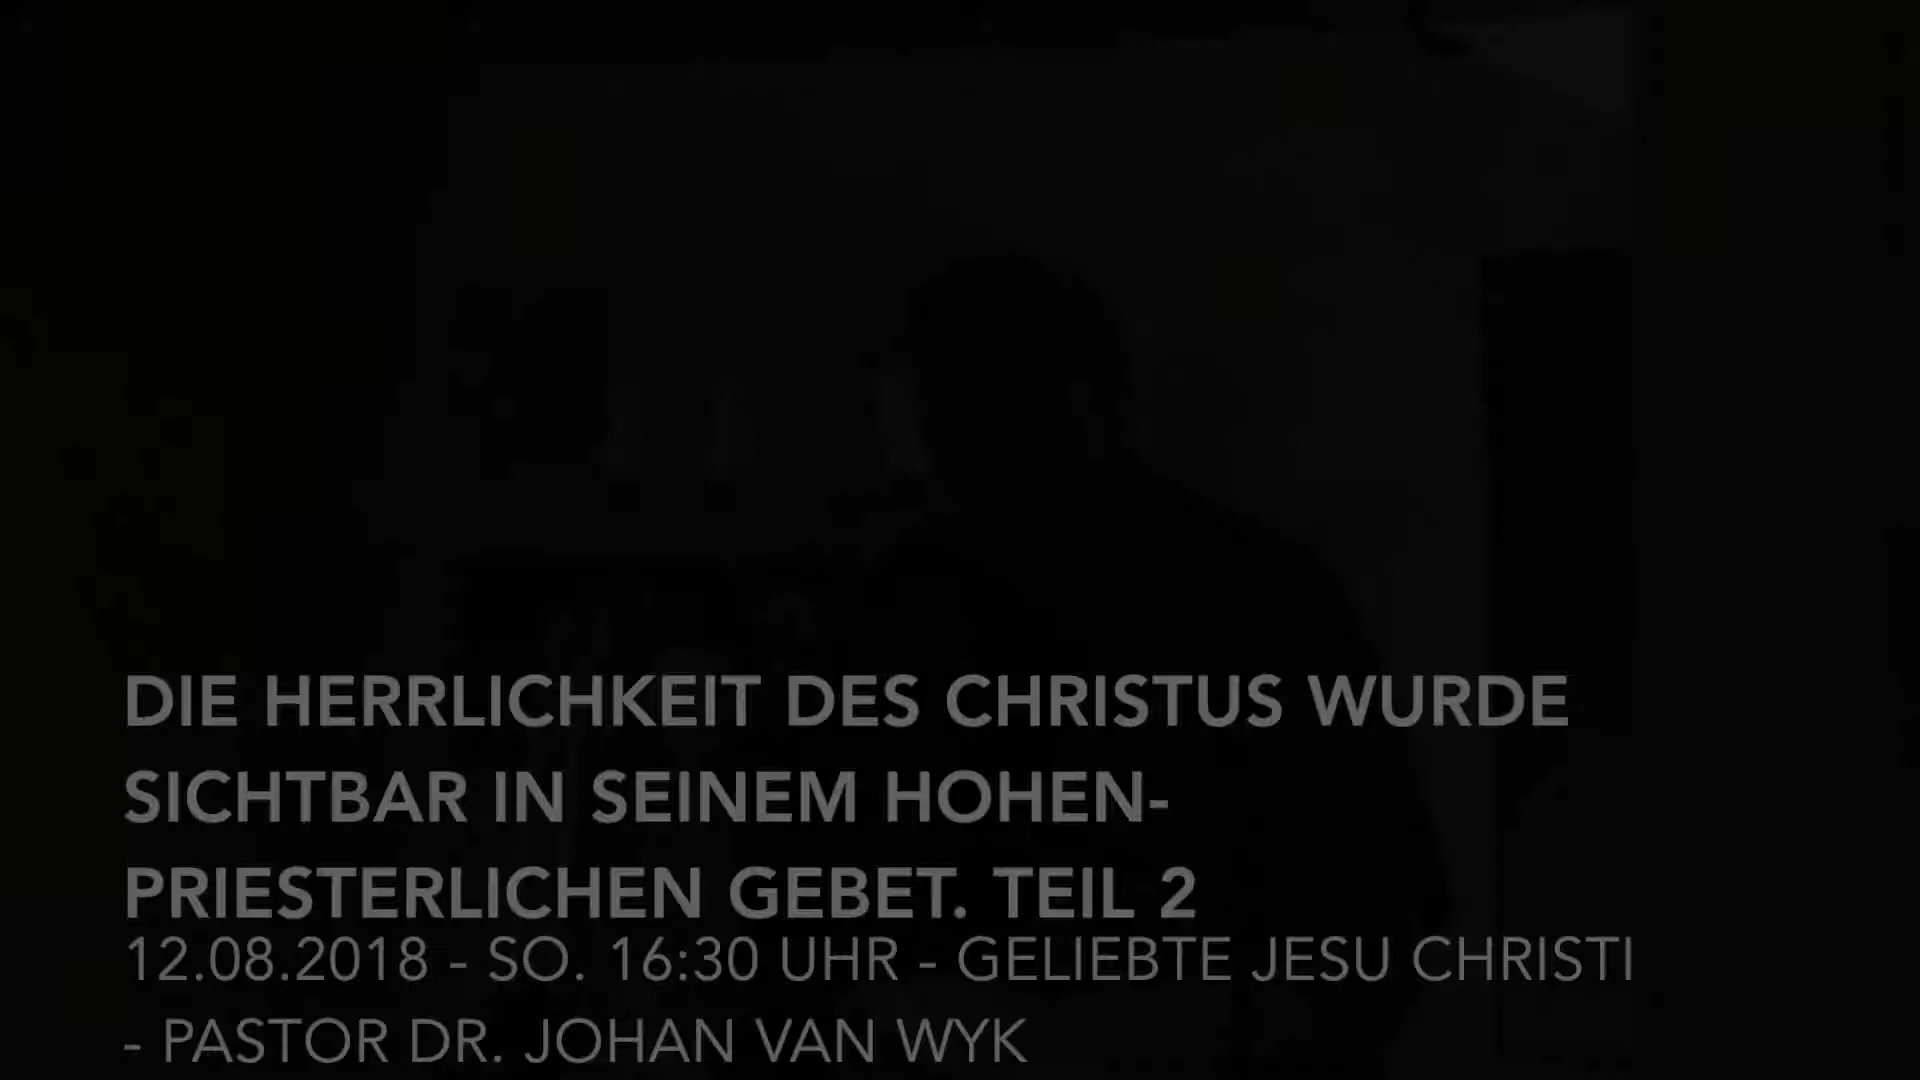 DIE HERRLICHKEIT DES CHRISTUS WURDE
SICHTBAR IN SEINEM HOHEN-
PRIESTERLICHEN GEBET. TEIL 2
12.08.2018 - SO. 16:30 UHR - GELIEBTE JESU CHRISTI
- PASTOR DR. JOHAN VAN WYK